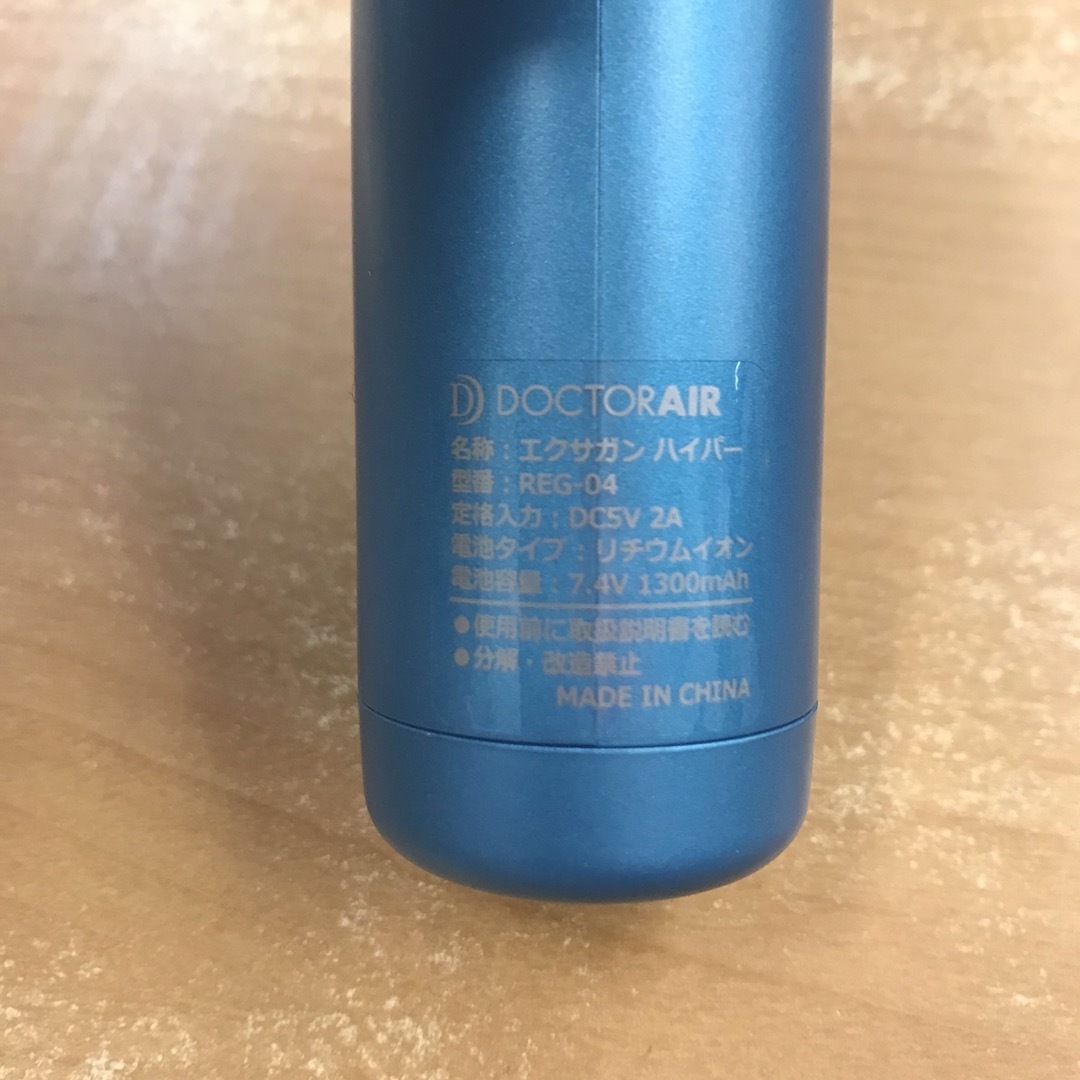 DOCTORAIR
名称：エクサガン ハイパー
型番：REG-04
定格入力：DC5V 2A
電池タイプ：リチウムイオン
電池容量：7.4V 1300mAh
●使用前に取扱説明書を読む
●分解・改造禁止
MADE IN CHINA